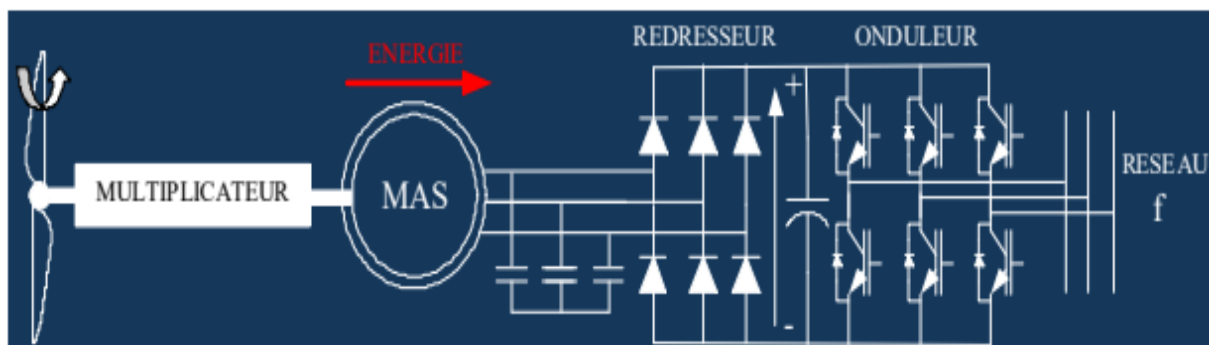 REDRESSEUR
ONDULEUR
ENERGIE
+
MULTIPLICATEUR
MAS
RESEAU
f
-